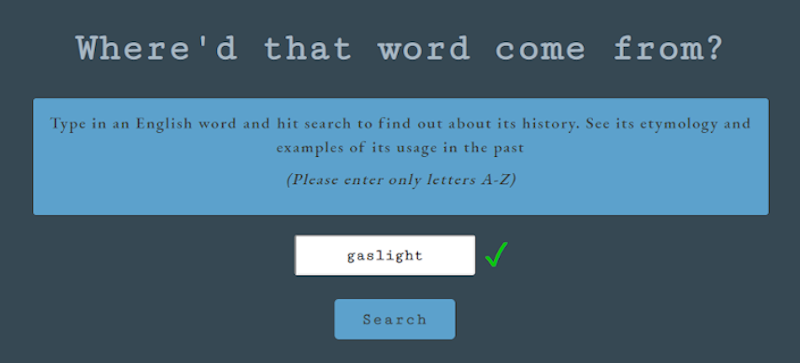 Where'd that word come from?
Type in an English word and hit search to find out about its history. See its etymology and
examples of its usage in the past
(Please enter only letters A-Z)
gaslight
Search